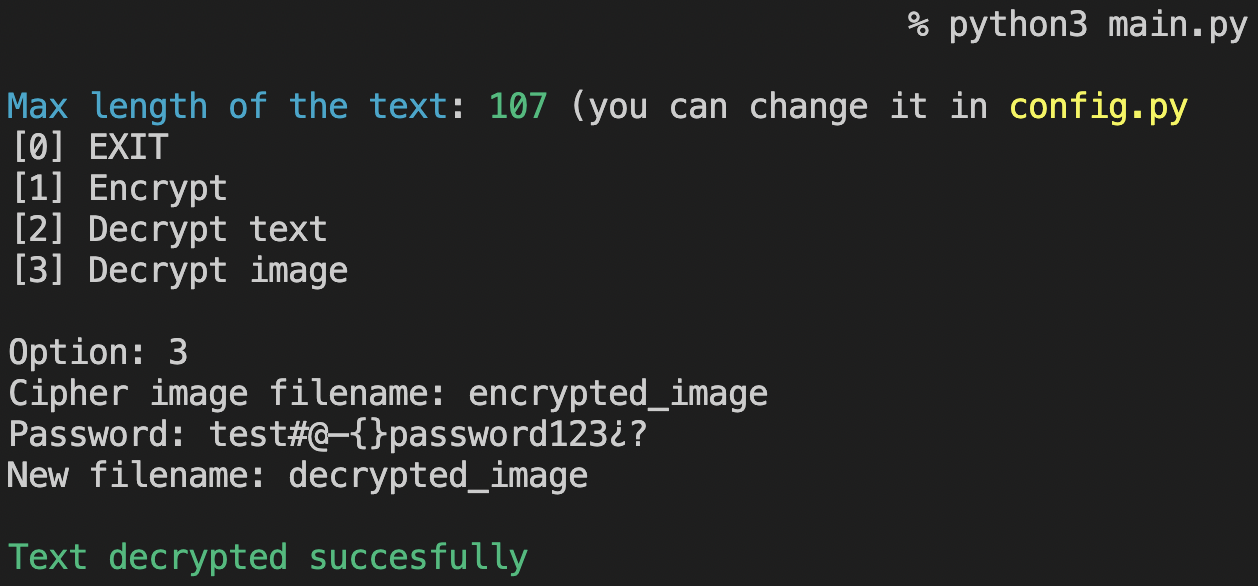 % python3 main.py
Max length of the text: 107 (you can change it in config.py
[0] EXIT
[1] Encrypt
[2] Decrypt text
[3] Decrypt image
Option: 3
Cipher image filename: encrypted_image
Password: test#@—{}password123¿?
New filename: decrypted_image
Text decrypted succesfully